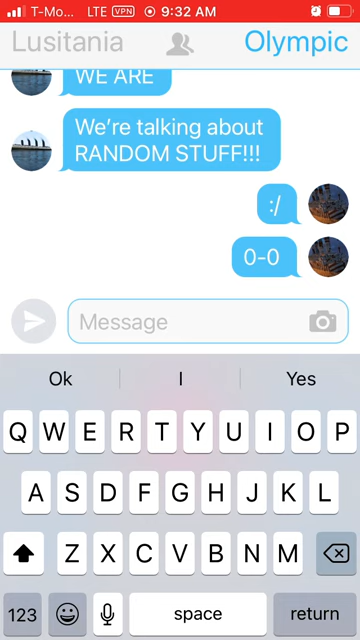 T-Mo... LTE VPN 9:32 AM
Lusitania Olympic
WE ARE
We're talking about
RANDOM STUFF!!!
:/
0-0
Message
Ok I Yes
Q W E R T Y U I O P
A S D F G H J K L
Z X C V B N M
123 space return